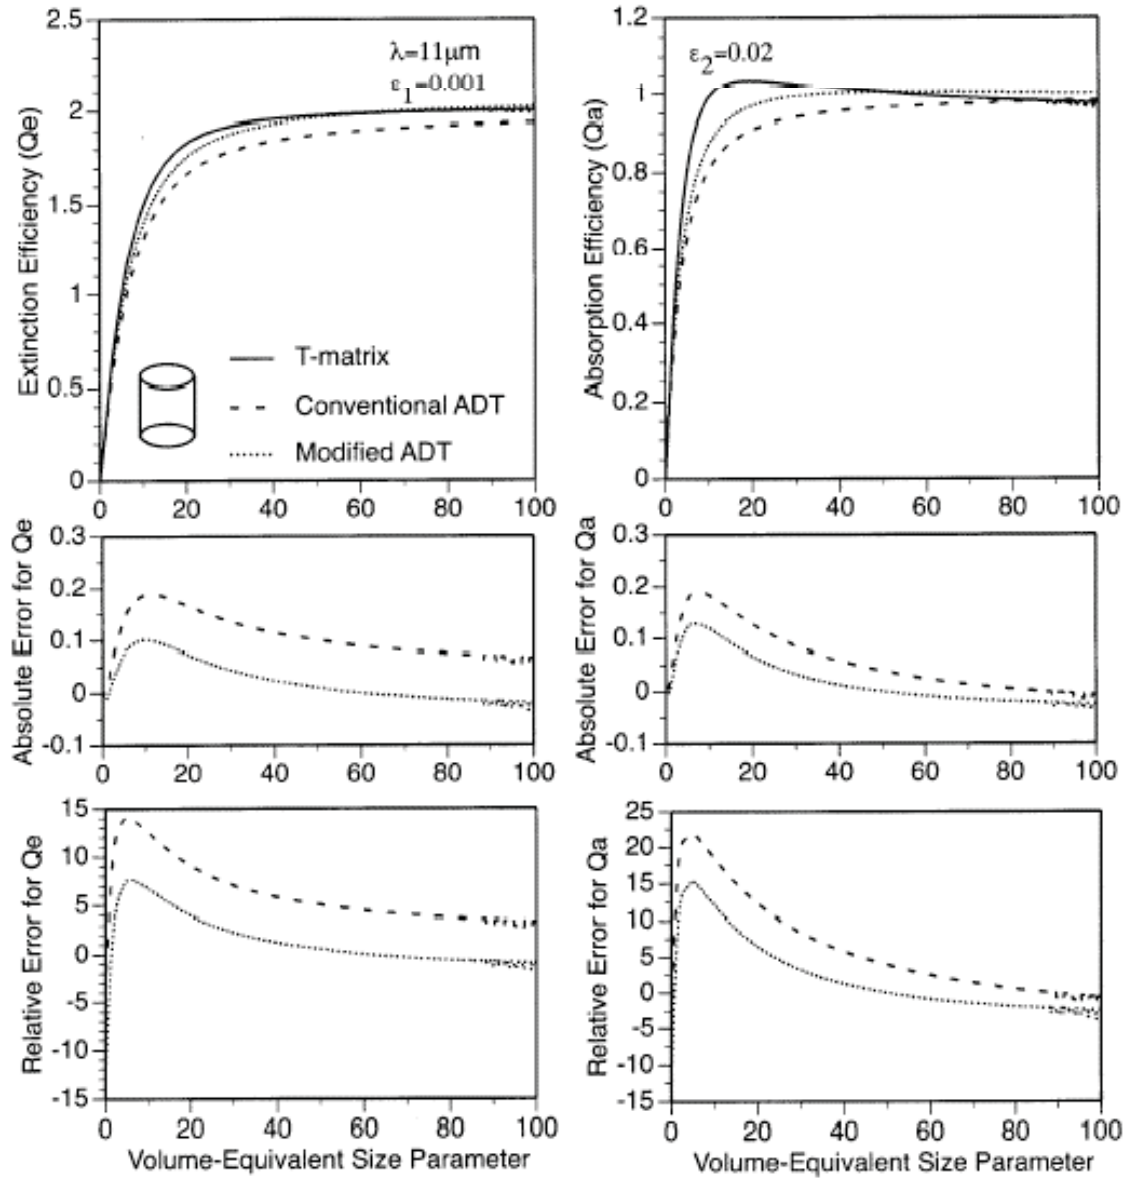 2.5
2
1.5
1
0.5
0
0 20 40 60 80 100
Extinction Efficiency (Qe)
λ=11μm
ε1=0.001
T-matrix
Conventional ADT
Modified ADT
1.2
1
0.8
0.6
0.4
0.2
0
0 20 40 60 80 100
Absorption Efficiency (Qa)
ε2=0.02
0.3
0.2
0.1
0
-0.1
0 20 40 60 80 100
Absolute Error for Qe
0.3
0.2
0.1
0
-0.1
0 20 40 60 80 100
Absolute Error for Qa
15
10
5
0
-5
-10
-15
0 20 40 60 80 100
Relative Error for Qe
Volume-Equivalent Size Parameter
25
20
15
10
5
0
-5
-10
-15
0 20 40 60 80 100
Relative Error for Qa
Volume-Equivalent Size Parameter